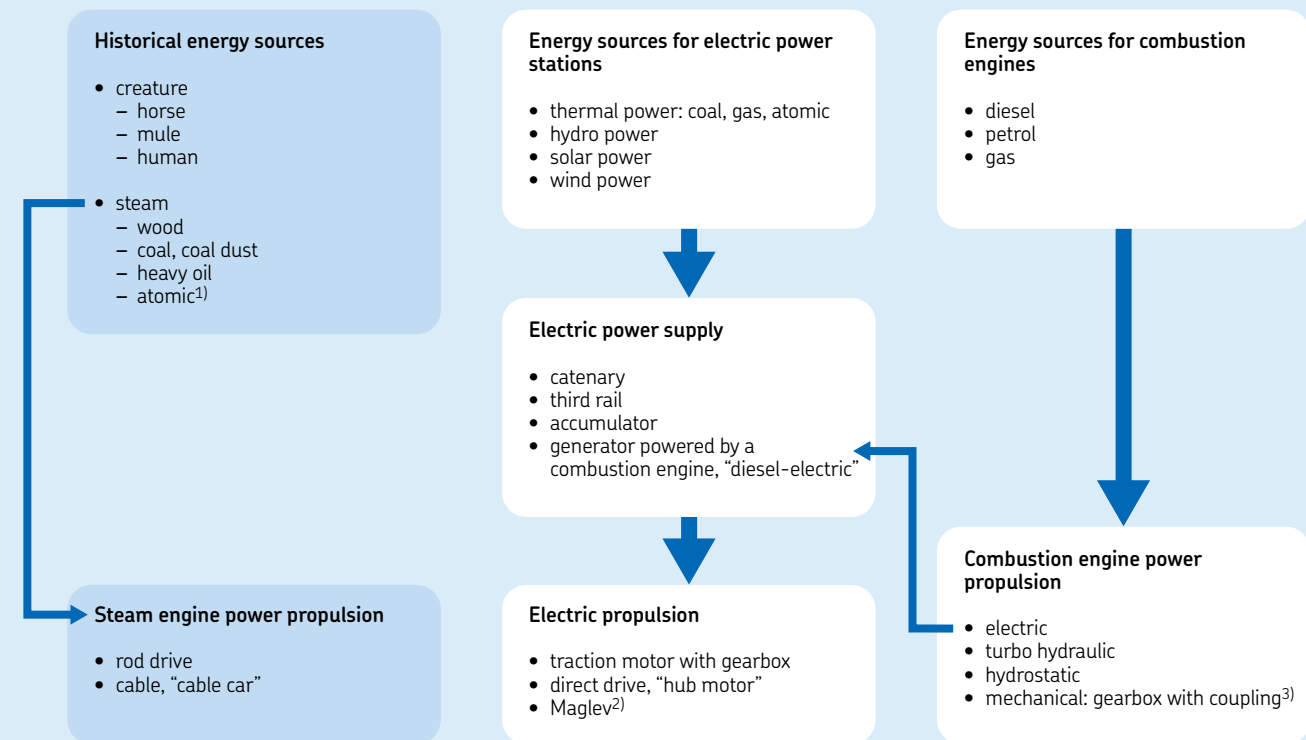 Historical energy sources
• creature
– horse
– mule
– human
• steam
– wood
– coal, coal dust
– heavy oil
– atomic1)
Steam engine power propulsion
• rod drive
• cable, “cable car”
Energy sources for electric power
stations
• thermal power: coal, gas, atomic
• hydro power
• solar power
• wind power
Electric power supply
• catenary
• third rail
• accumulator
• generator powered by a
combustion engine, “diesel-electric”
Electric propulsion
• traction motor with gearbox
• direct drive, “hub motor”
• Maglev2)
Energy sources for combustion
engines
• diesel
• petrol
• gas
Combustion engine power
propulsion
• electric
• turbo hydraulic
• hydrostatic
• mechanical: gearbox with coupling3)